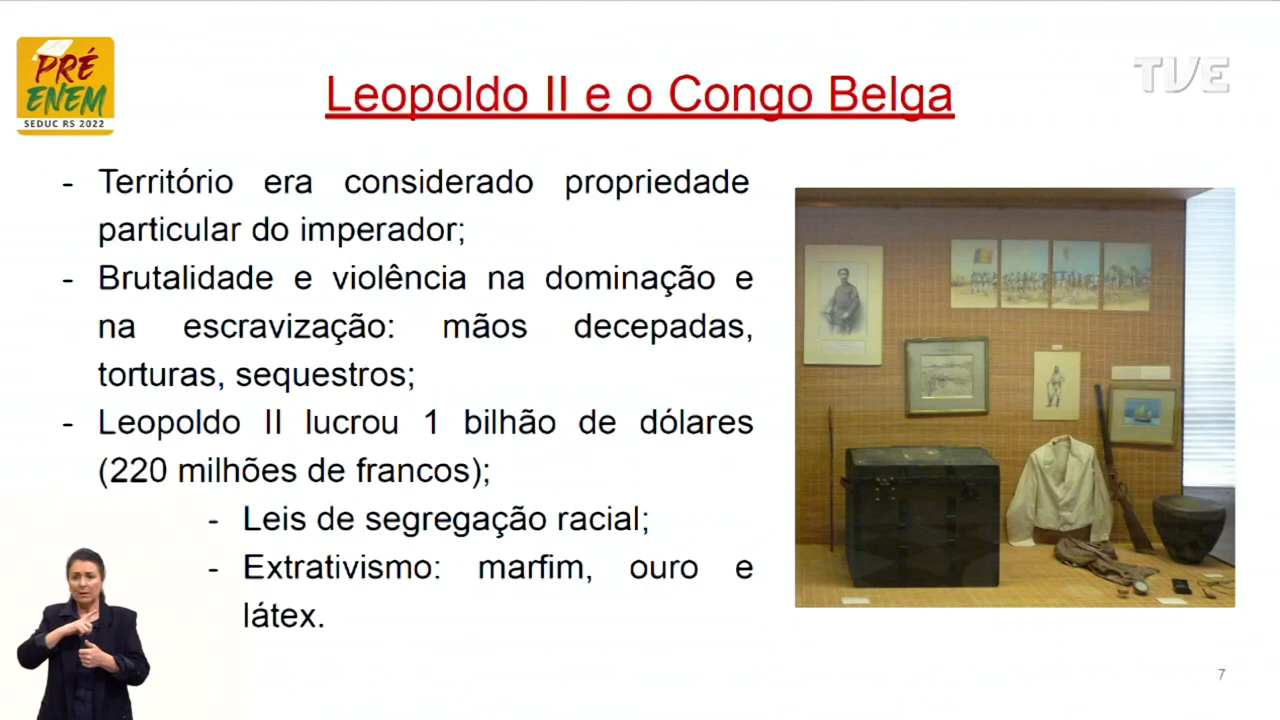 PRÉ
ENEM
SEDUC RS 2022
TVE
Leopoldo II e o Congo Belga
- Território era considerado propriedade
particular do imperador;
- Brutalidade e violência na dominação e
na escravização: mãos decepadas,
torturas, sequestros;
- Leopoldo II lucrou 1 bilhão de dólares
(220 milhões de francos);
- Leis de segregação racial;
- Extrativismo: marfim, ouro e
látex.
7